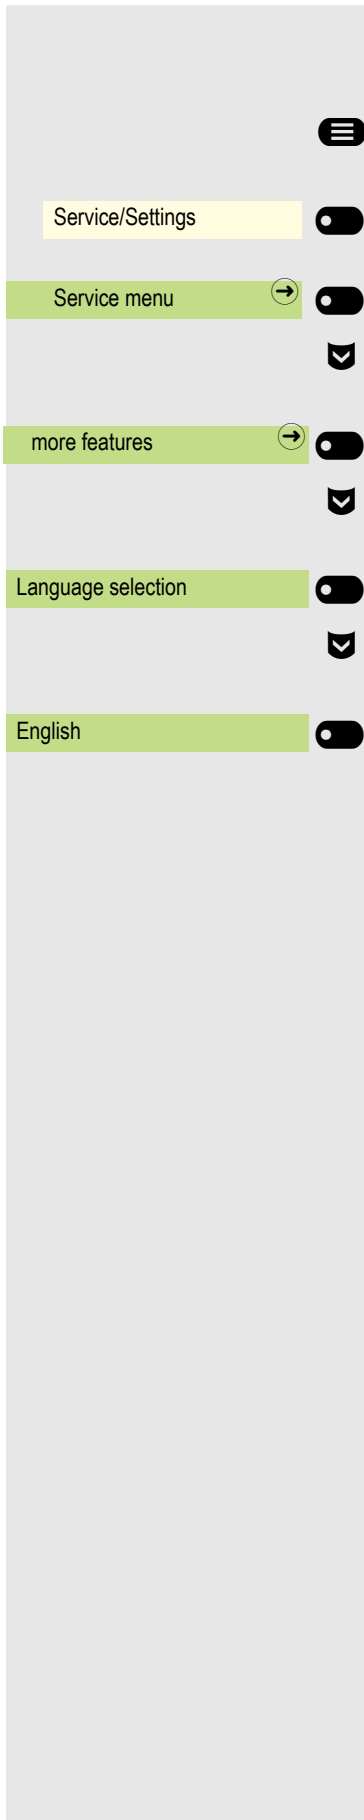 Service/Settings
Service menu
more features
Language selection
English